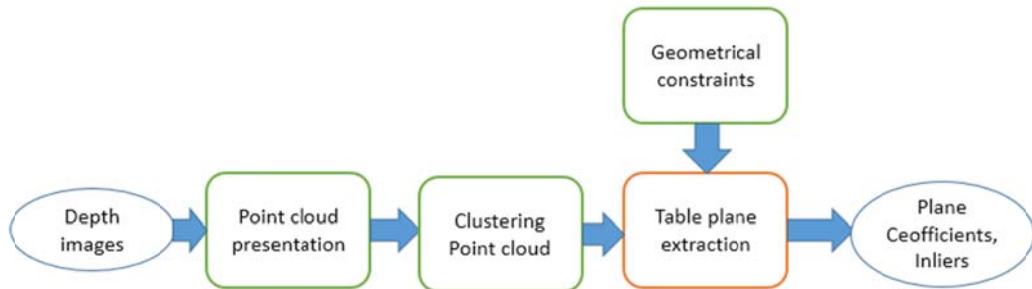 Geometrical
constraints
Depth
images
Point cloud
presentation
Clustering
Point cloud
Table plane
extraction
Plane
Ceofficients,
Inliers